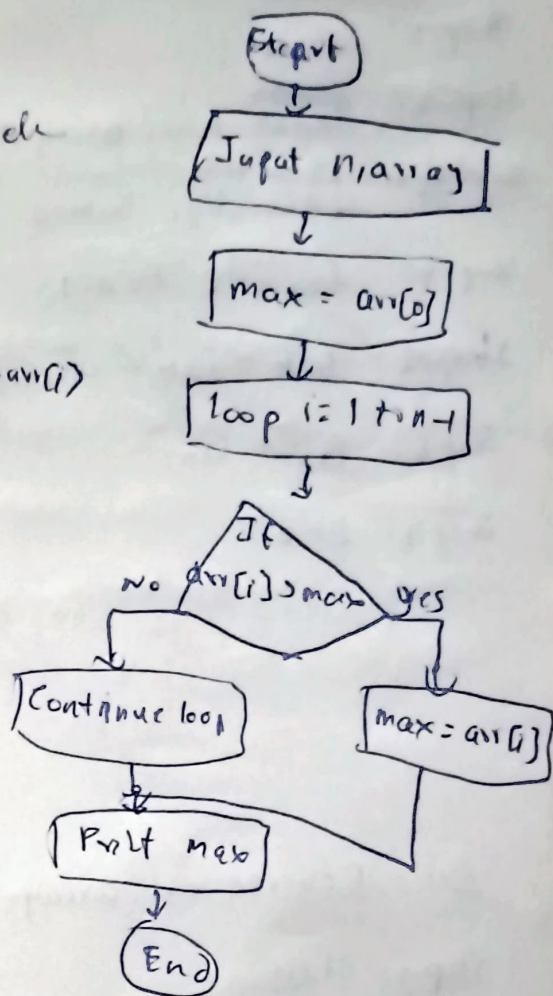 Start
Input n, array
max = arr[0]
arr(i)
loop i = 1 to n-1
If
arr[i] > max
No
yes
Continue loop
max = arr[i]
Print max
End